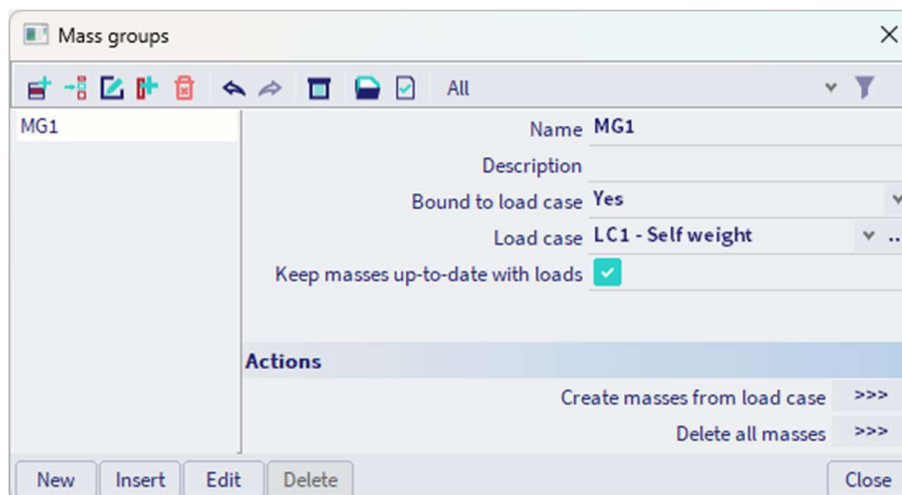 Mass groups
All
MG1
Name MG1
Description
Bound to load case Yes
Load case LC1 - Self weight ..
Keep masses up-to-date with loads
Actions
Create masses from load case >>>
Delete all masses >>>
New Insert Edit Delete Close